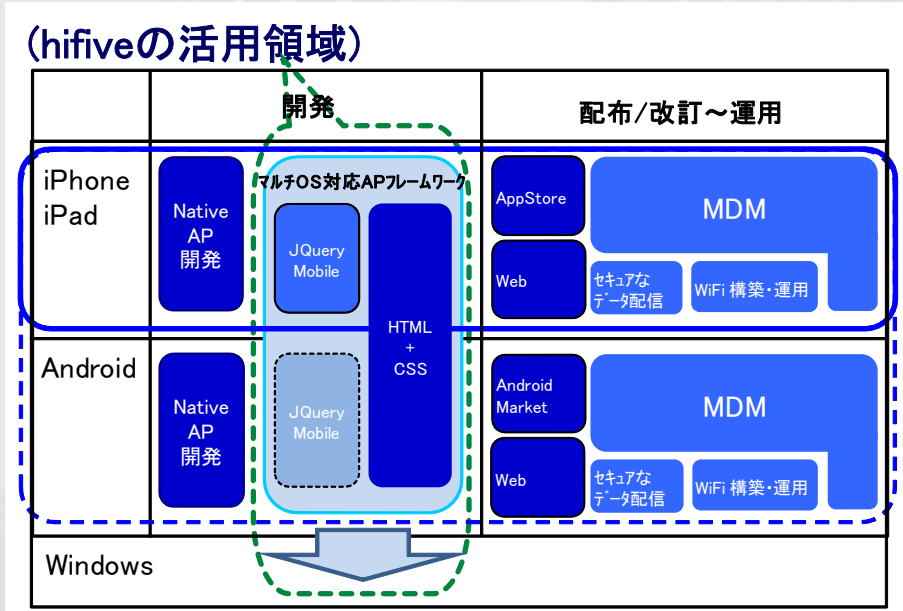 (hifiveの活用領域)
開発
配布/改訂～運用
iPhone
iPad
Native
AP
開発
マルチOS対応APフレームワーク
JQuery
Mobile
HTML
+
CSS
AppStore
Web
MDM
セキュアな
データ配信
WiFi 構築・運用
Android
Native
AP
開発
JQuery
Mobile
Android
Market
Web
MDM
セキュアな
データ配信
WiFi 構築・運用
Windows